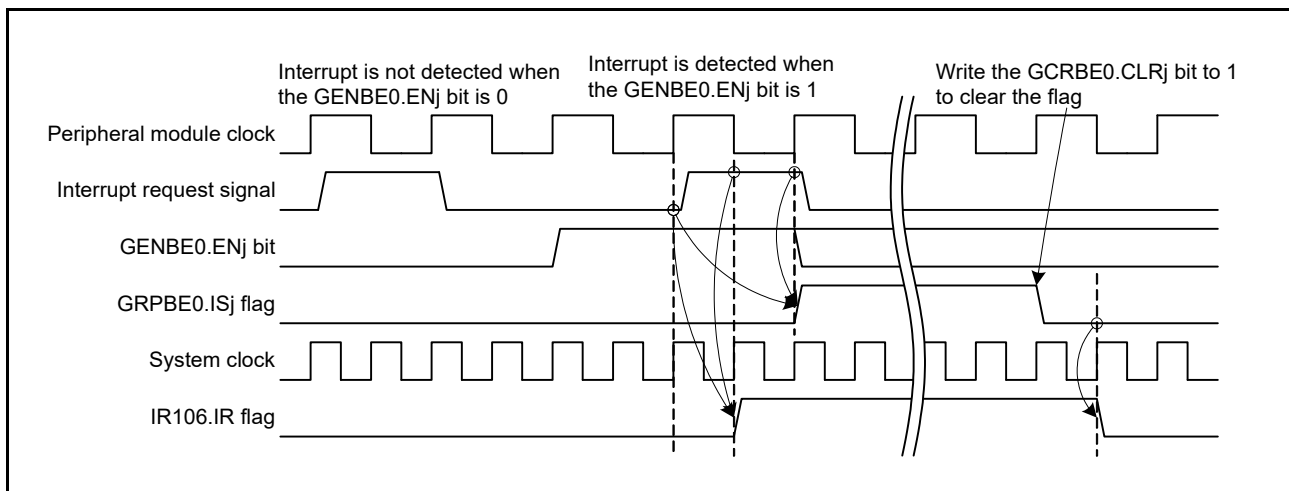 Interrupt is not detected when
the GENBE0.ENj bit is 0
Interrupt is detected when
the GENBE0.ENj bit is 1
Write the GCRBE0.CLRj bit to 1
to clear the flag
Peripheral module clock
Interrupt request signal
GENBE0.ENj bit
GRPBE0.ISj flag
System clock
IR106.IR flag